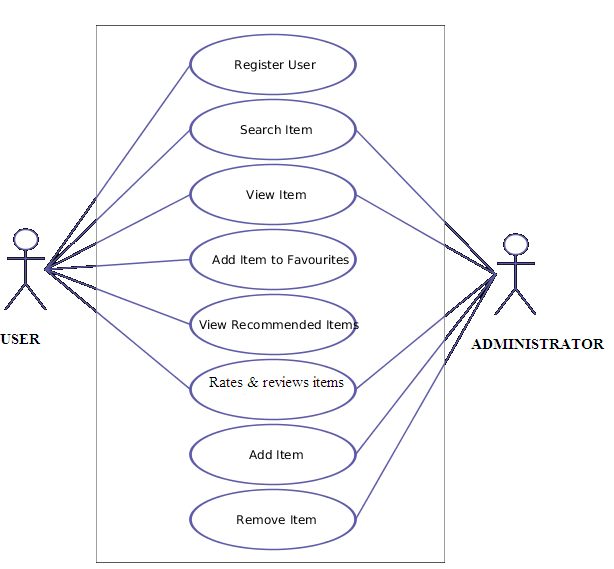 Register User
Search Item
View Item
Add Item to Favourites
View Recommended Items
USER
ADMINISTRATOR
Rates & reviews items
Add Item
Remove Item